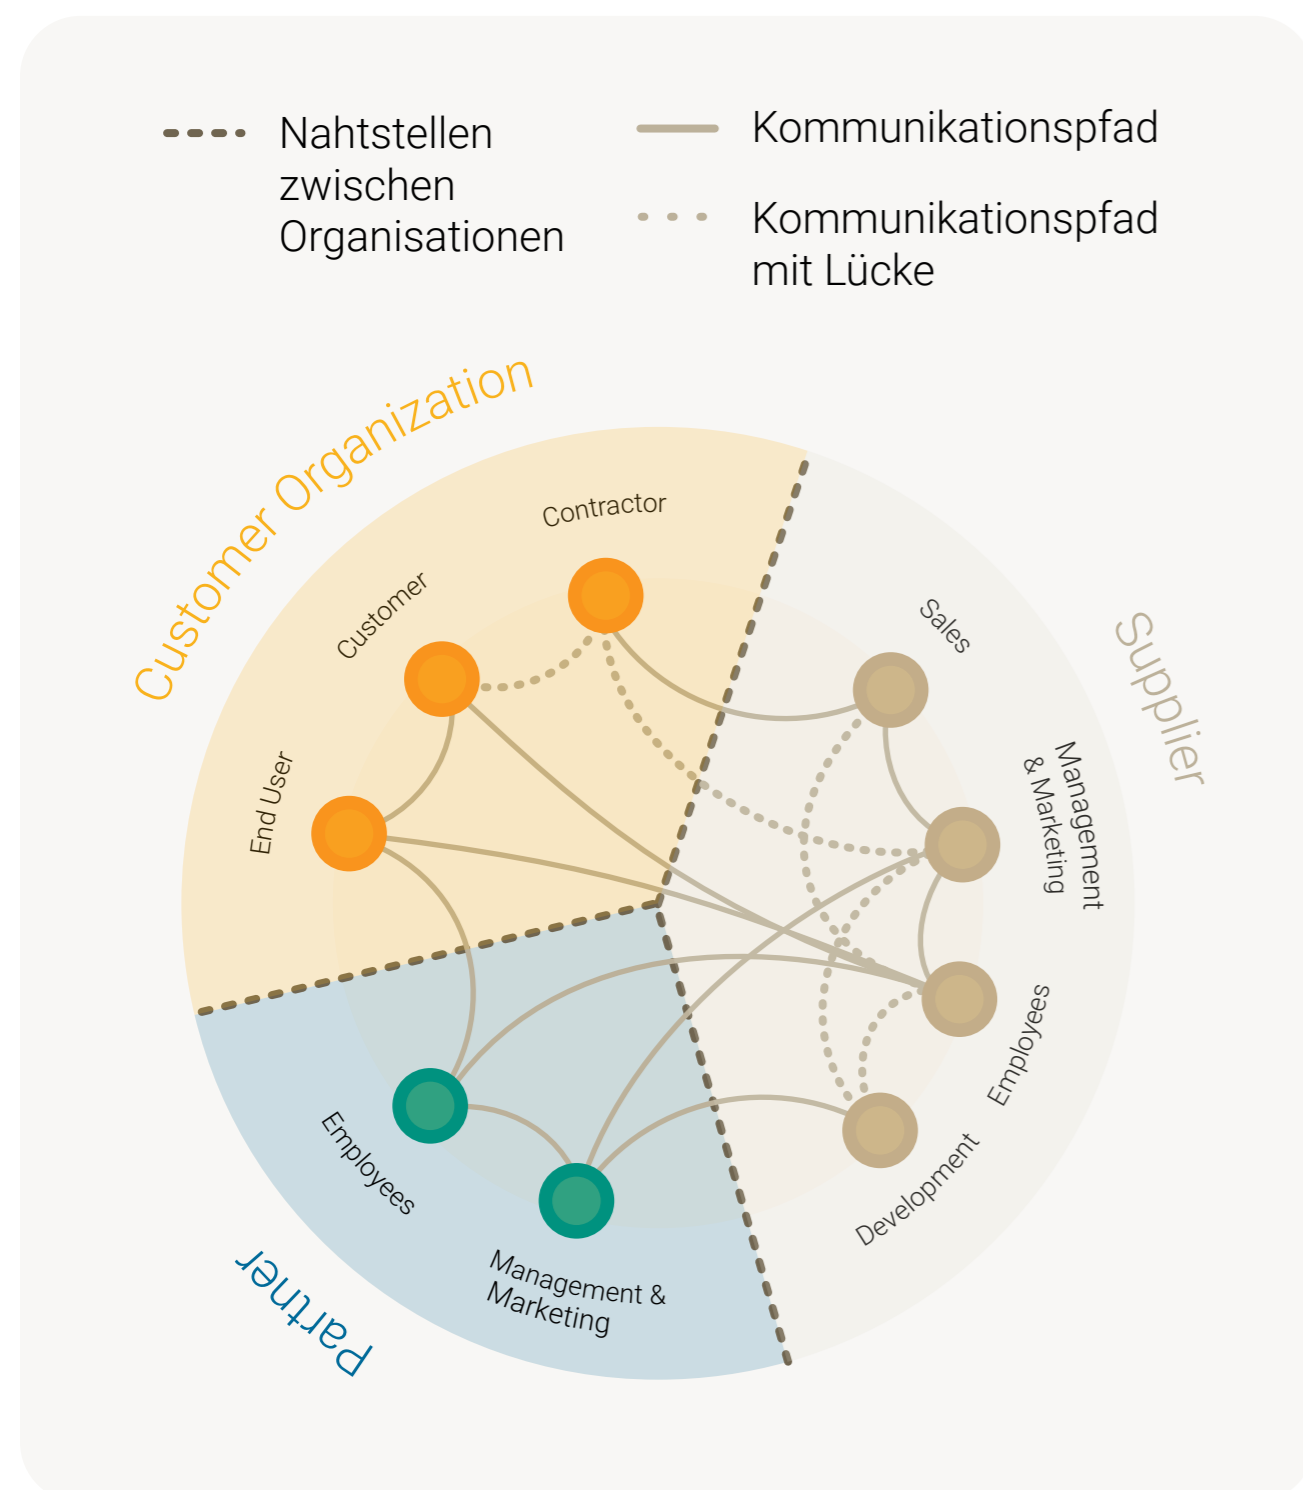 Nahtstellen
zwischen
Organisationen
Kommunikationspfad
Kommunikationspfad
mit Lücke
Customer Organization
Contractor
Customer
End User
Supplier
Sales
Management
& Marketing
Employees
Development
Partner
Employees
Management &
Marketing